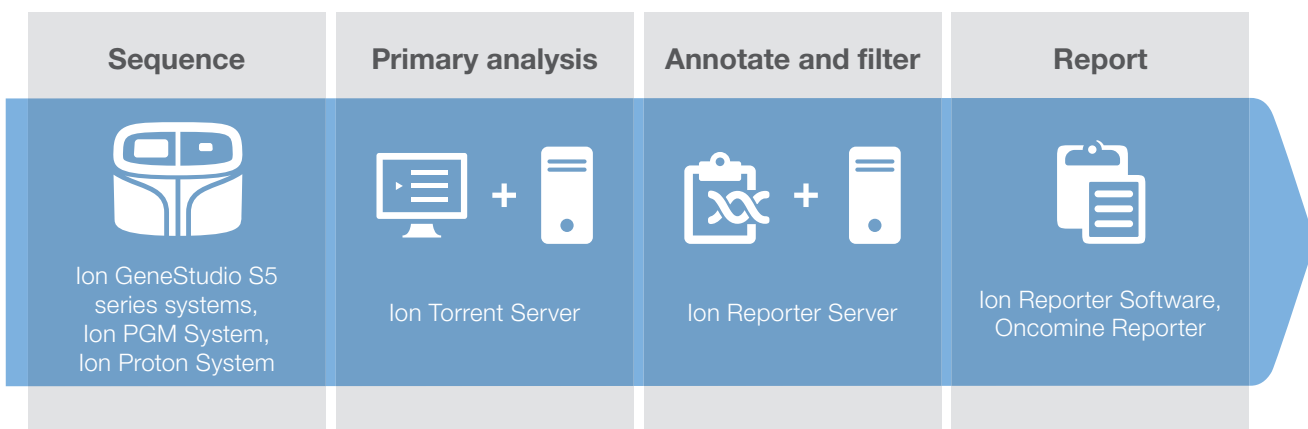 Sequence
Ion GeneStudio S5
series systems,
Ion PGM System,
Ion Proton System
Primary analysis
Ion Torrent Server
Annotate and filter
Ion Reporter Server
Report
Ion Reporter Software,
Oncomine Reporter